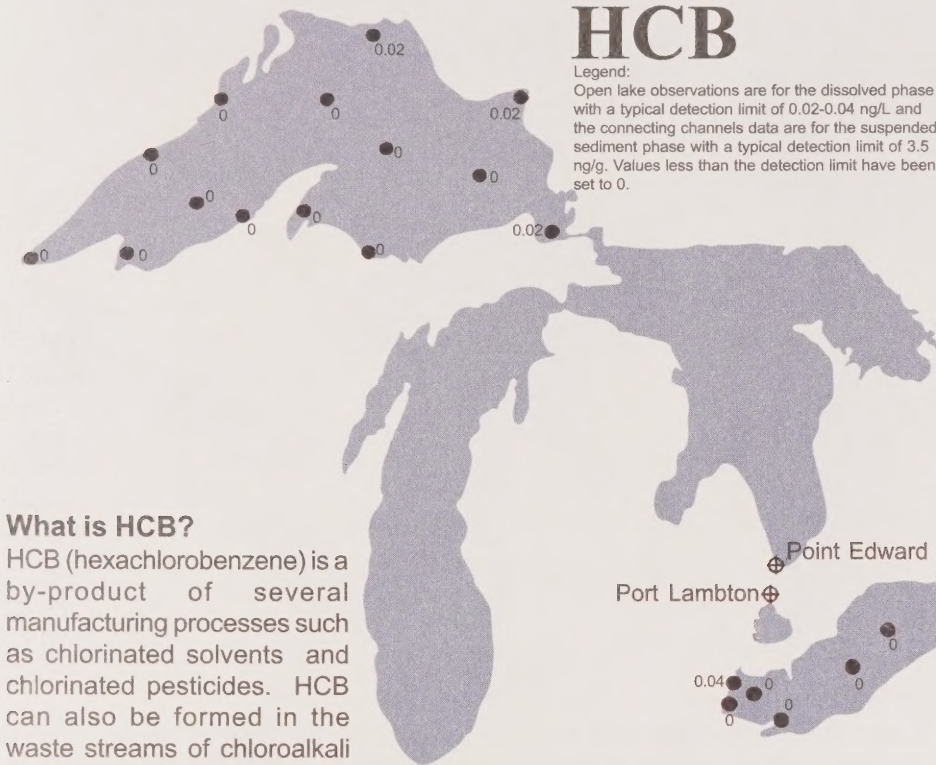 HCB
Legend:
Open lake observations are for the dissolved phase
with a typical detection limit of 0.02-0.04 ng/L and
the connecting channels data are for the suspended
sediment phase with a typical detection limit of 3.5
ng/g. Values less than the detection limit have been
set to 0.
0.02
0
0
0.02
0
0
0
0
0
0
0.02
0
0
0
What is HCB?
HCB (hexachlorobenzene) is a
by-product of several
manufacturing processes such
as chlorinated solvents and
chlorinated pesticides. HCB
can also be formed in the
waste streams of chloroalkali
Point Edward
Port Lambton
0
0
0.04
0
0
0